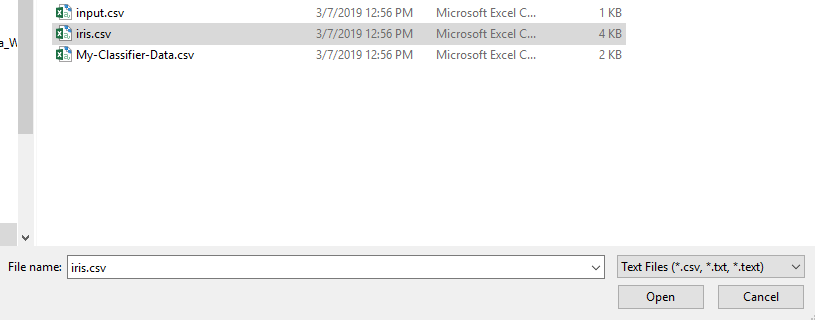 input.csv 3/7/2019 12:56 PM Microsoft Excel C... 1 KB
iris.csv 3/7/2019 12:56 PM Microsoft Excel C... 4 KB
a_W
My-Classifier-Data.csv 3/7/2019 12:56 PM Microsoft Excel C... 2 KB
File name: iris.csv Text Files (*.csv, *.txt, *.text)
Open Cancel